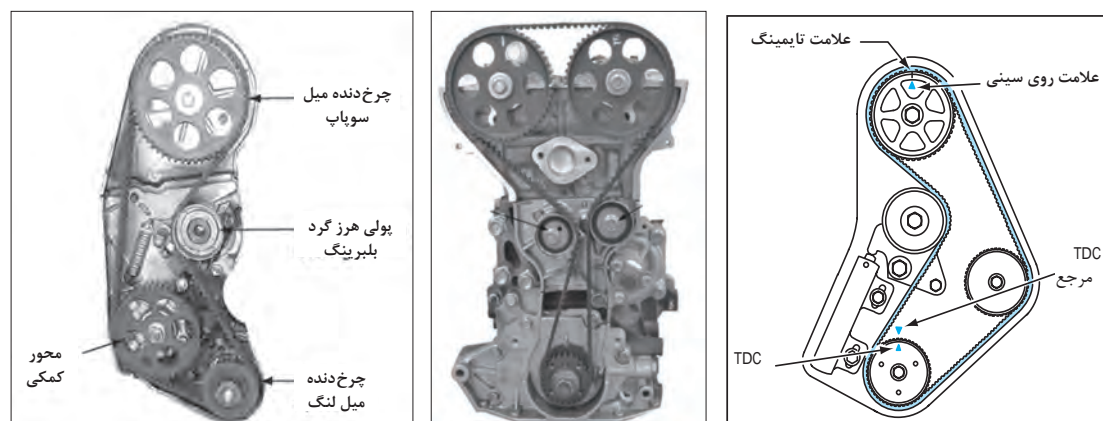 علامت تایمینگ
علامت روی سینی
TDC
مرجع
TDC
چرخ‌دنده میل
سوپاپ
پولی هرز گرد
بلبرینگ
محور
کمکی
چرخ‌دنده
میل لنگ